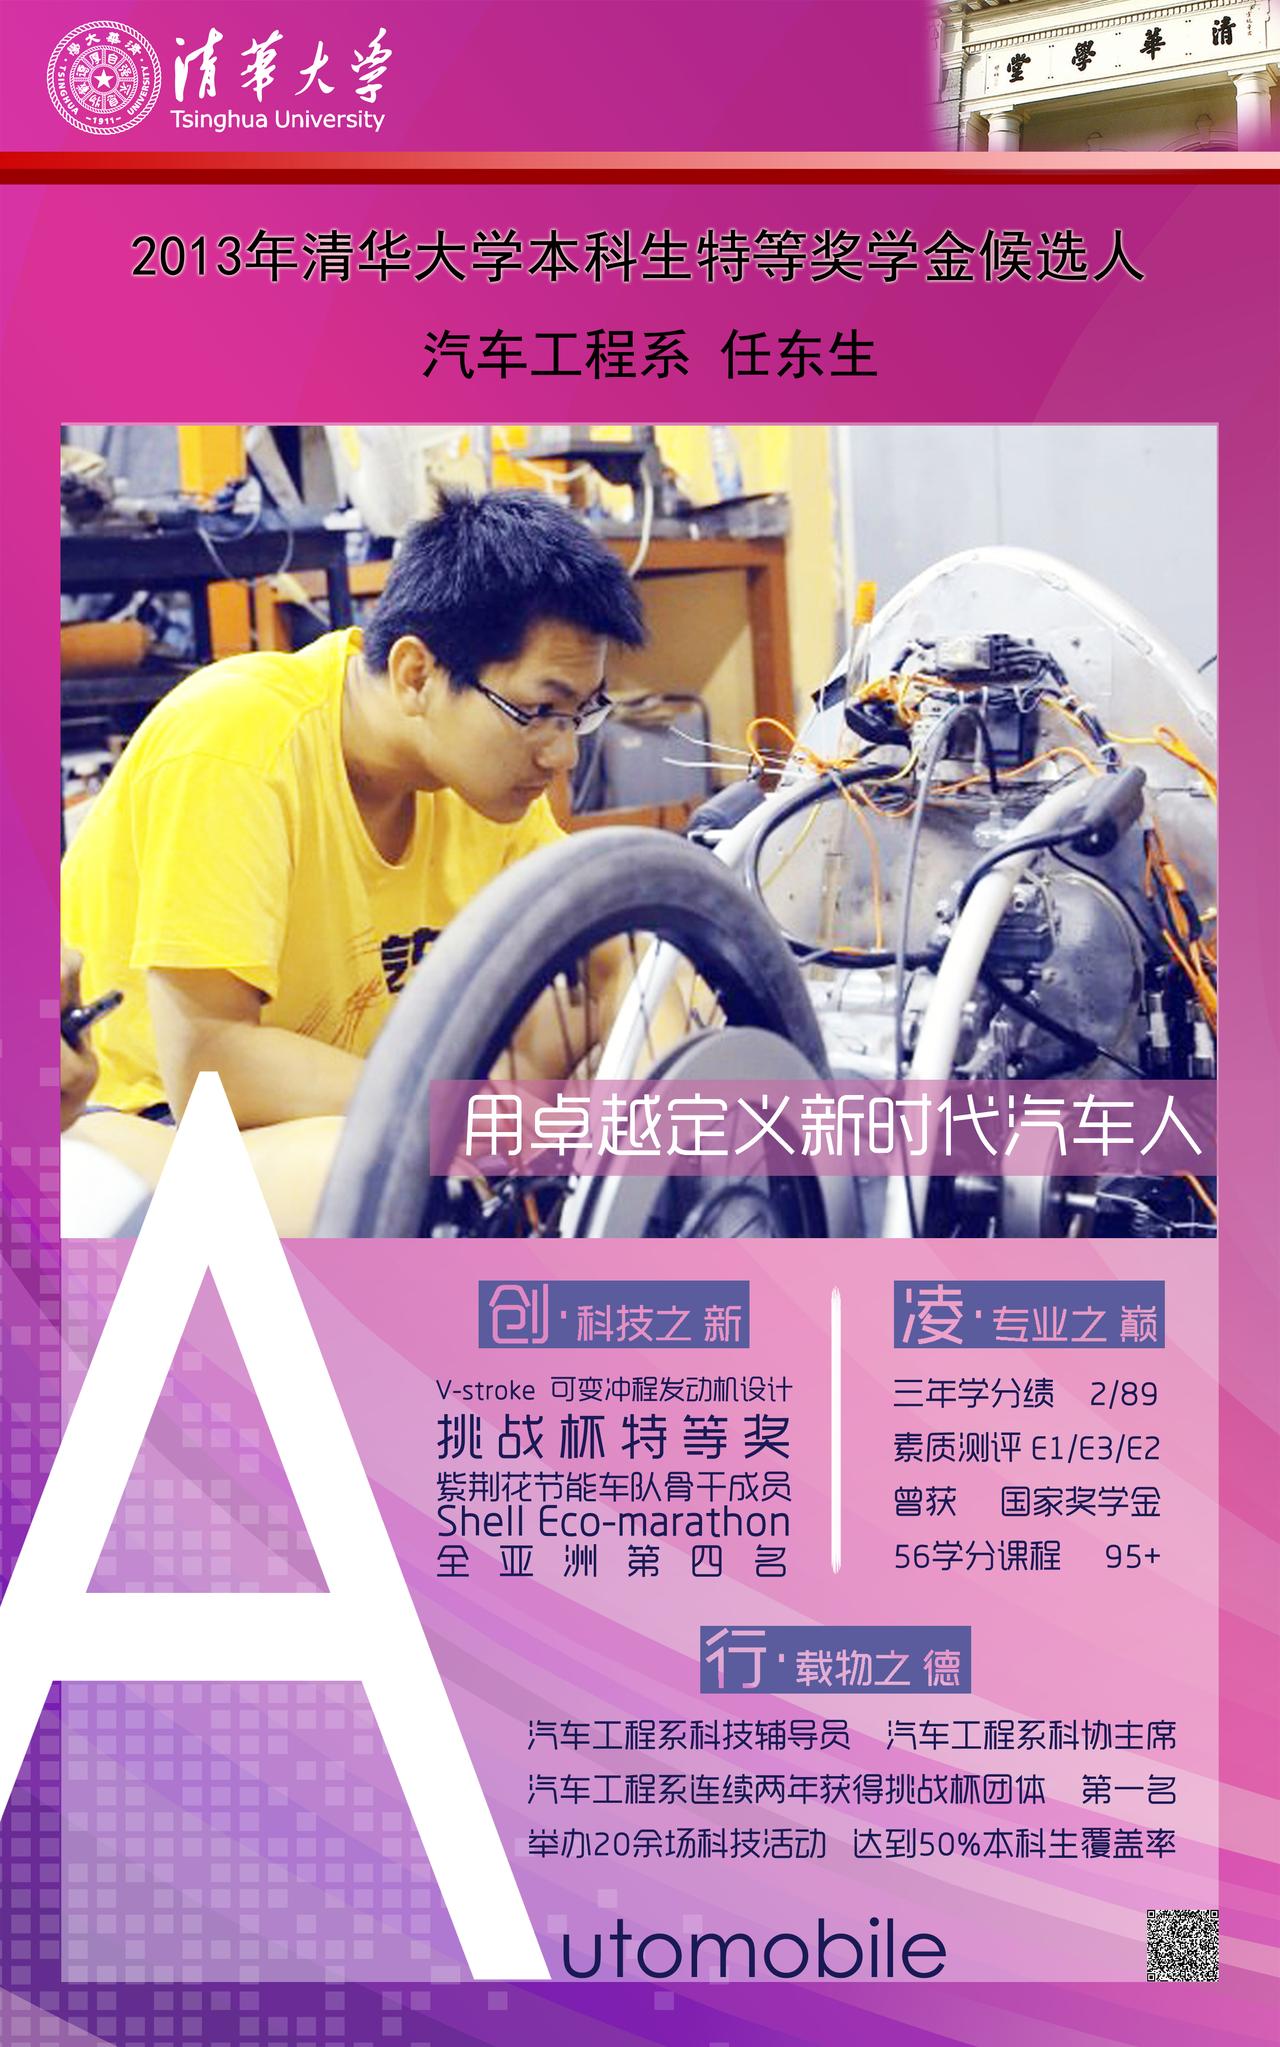 清華大学
Tsinghua University
TSINGHUA UNIVERSITY
-1911-
清華學堂
2013年清华大学本科生特等奖学金候选人
汽车工程系 任东生
用卓越定义新时代汽车人
创·科技之 新
V-stroke 可变冲程发动机设计
挑战杯特等奖
紫荆花节能车队骨干成员
Shell Eco-marathon
全亚洲第四名
凌·专业之 巅
三年学分绩 2/89
素质测评 E1/E3/E2
曾获 国家奖学金
56学分课程 95+
行·载物之 德
汽车工程系科技辅导员 汽车工程系科协主席
汽车工程系连续两年获得挑战杯团体 第一名
举办20余场科技活动 达到50%本科生覆盖率
Automobile